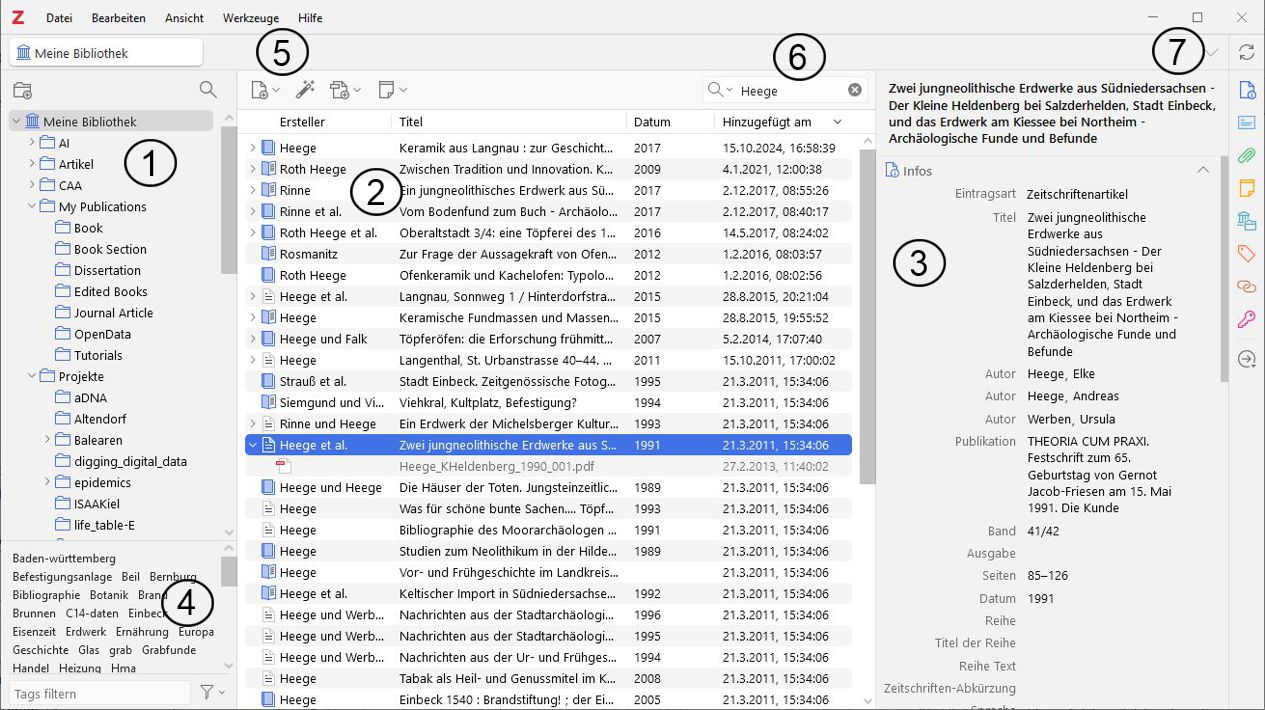 Z Datei Bearbeiten Ansicht Werkzeuge Hilfe
Meine Bibliothek
5
6
7
Heege
Meine Bibliothek
AI
Artikel
CAA
My Publications
Book
Book Section
Dissertation
Edited Books
Journal Article
OpenData
Tutorials
Projekte
aDNA
Altendorf
Balearen
digging_digital_data
epidemics
ISAAKiel
life_table-E
1
Baden-württemberg
Befestigungsanlage Beil Bernburg
Bibliographie Botanik Brand
Brunnen C14-daten Einbeck
Eisenzeit Erdwerk Ernährung Europa
Geschichte Glas grab Grabfunde
Handel Heizung Hma
4
Tags filtern
Ersteller Titel Datum Hinzugefügt am
Heege Keramik aus Langnau : zur Geschicht... 2017 15.10.2024, 16:58:39
Roth Heege Zwischen Tradition und Innovation. K... 2009 4.1.2021, 12:00:38
Rinne Ein jungneolithisches Erdwerk aus Sü... 2017 2.12.2017, 08:55:26
2
Rinne et al. Vom Bodenfund zum Buch - Archäolo... 2017 2.12.2017, 08:40:17
Roth Heege et al. Oberaltstadt 3/4: eine Töpferei des 1... 2016 14.5.2017, 08:24:02
Rosmanitz Zur Frage der Aussagekraft von Ofen... 2012 1.2.2016, 08:03:57
Roth Heege Ofenkeramik und Kachelofen: Typolo... 2012 1.2.2016, 08:02:56
Heege et al. Langnau, Sonnweg 1 / Hinterdorfstra... 2015 28.8.2015, 20:21:04
Heege Keramische Fundmassen und Massen... 2015 28.8.2015, 19:55:52
Heege und Falk Töpferöfen: die Erforschung frühmitt... 2007 5.2.2014, 17:07:40
Heege Langenthal, St. Urbanstrasse 40–44. ... 2011 15.10.2011, 17:00:02
Strauß et al. Stadt Einbeck. Zeitgenössische Fotog... 1995 21.3.2011, 15:34:06
Siemgund und Vi... Viehkral, Kultplatz, Befestigung? 1994 21.3.2011, 15:34:06
Rinne und Heege Ein Erdwerk der Michelsberger Kultur... 1993 21.3.2011, 15:34:06
Heege et al. Zwei jungneolithische Erdwerke aus S... 1991 21.3.2011, 15:34:06
Heege_KHeldenberg_1990_001.pdf 27.2.2013, 11:40:02
Heege und Heege Die Häuser der Toten. Jungsteinzeitlic... 1989 21.3.2011, 15:34:06
Heege Was für schöne bunte Sachen.... Töpf... 1993 21.3.2011, 15:34:06
Heege Bibliographie des Moorarchäologen ... 1991 21.3.2011, 15:34:06
Heege Studien zum Neolithikum in der Hilde... 1989 21.3.2011, 15:34:06
Heege Vor- und Frühgeschichte im Landkreis... 21.3.2011, 15:34:06
Heege et al. Keltischer Import in Südniedersachse... 1992 21.3.2011, 15:34:06
Heege und Werb... Nachrichten aus der Stadtarchäologi... 1996 21.3.2011, 15:34:06
Heege und Werb... Nachrichten aus der Stadtarchäologi... 1995 21.3.2011, 15:34:06
Heege und Werb... Nachrichten aus der Ur- und Frühges... 1994 21.3.2011, 15:34:06
Heege Tabak als Heil- und Genussmitel im K... 2008 21.3.2011, 15:34:06
Heege Einbeck 1540 : Brandstiftung! ; der Ei... 2005 21.3.2011, 15:34:06
Zwei jungneolithische Erdwerke aus Südniedersachsen -
Der Kleine Heldenberg bei Salzderhelden, Stadt Einbeck,
und das Erdwerk am Kiessee bei Northeim -
Archäologische Funde und Befunde
Infos
Eintragsart Zeitschriftenartikel
Titel Zwei jungneolithische
Erdwerke aus
Südniedersachsen - Der
Kleine Heldenberg bei
Salzderhelden, Stadt
Einbeck, und das Erdwerk
am Kiessee bei Northeim -
Archäologische Funde und
Befunde
3
Autor Heege, Elke
Autor Heege, Andreas
Autor Werben, Ursula
Publikation THEORIA CUM PRAXI.
Festschrift zum 65.
Geburtstag von Gernot
Jacob-Friesen am 15. Mai
1991. Die Kunde
Band 41/42
Ausgabe
Seiten 85–126
Datum 1991
Reihe
Titel der Reihe
Reihe Text
Zeitschriften-Abkürzung
Sprache